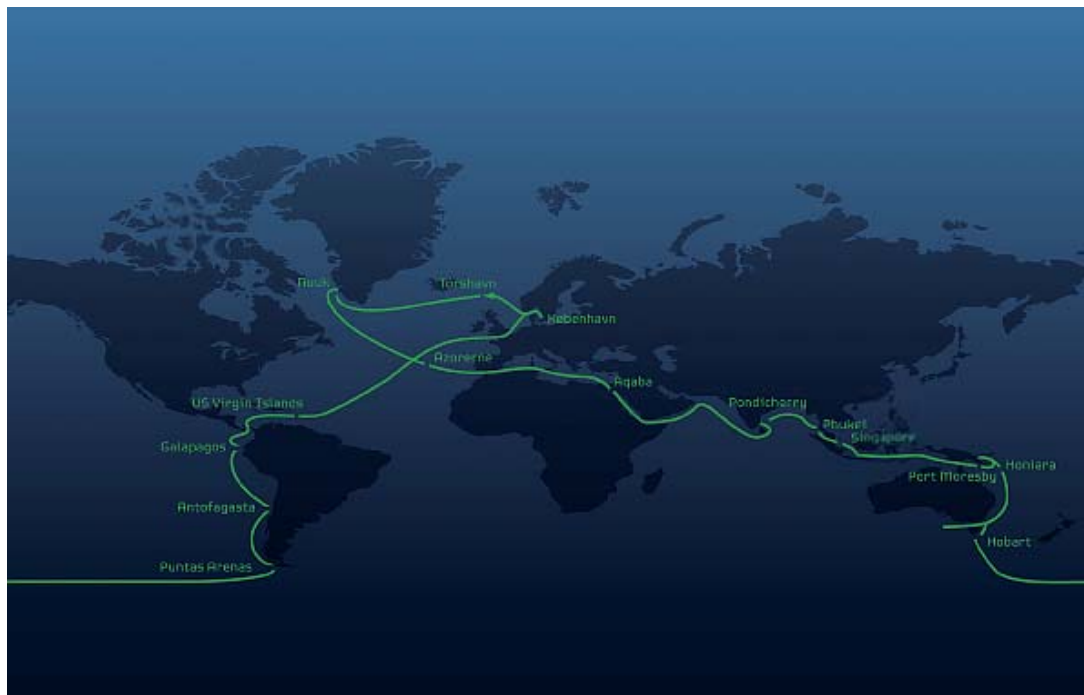 Nuuk
Torshavn
København
Azorerne
Aqaba
US Virgin Islands
Pondicherry
Galapagos
Phuket
Singapore
Honiara
Port Moresby
Antofagasta
Hobart
Puntas Arenas